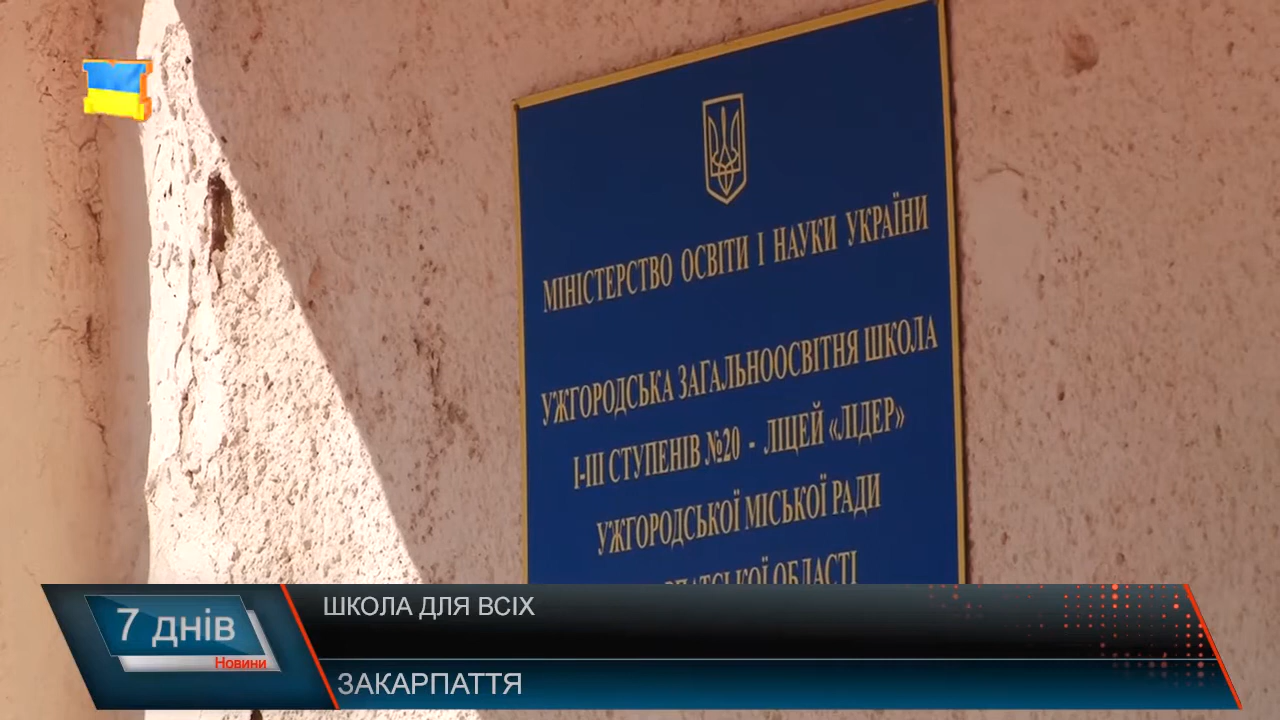 МІНІСТЕРСТВО ОСВІТИ І НАУКИ УКРАЇНИ
УЖГОРОДСЬКА ЗАГАЛЬНООСВІТНЯ ШКОЛА
І-ІІІ СТУПЕНІВ №20 - ЛІЦЕЙ «ЛІДЕР»
УЖГОРОДСЬКОЇ МІСЬКОЇ РАДИ
ОБЛАСТІ
7 днів
Новини
ШКОЛА ДЛЯ ВСІХ
ЗАКАРПАТТЯ